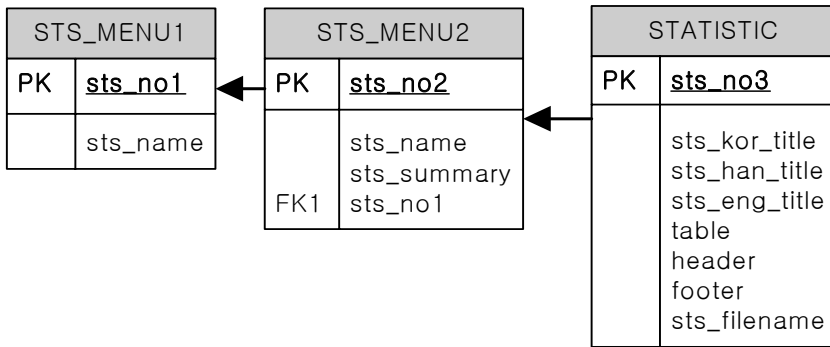 STS_MENU1
PK sts_no1
sts_name
STS_MENU2
PK sts_no2
sts_name
sts_summary
FK1 sts_no1
STATISTIC
PK sts_no3
sts_kor_title
sts_han_title
sts_eng_title
table
header
footer
sts_filename